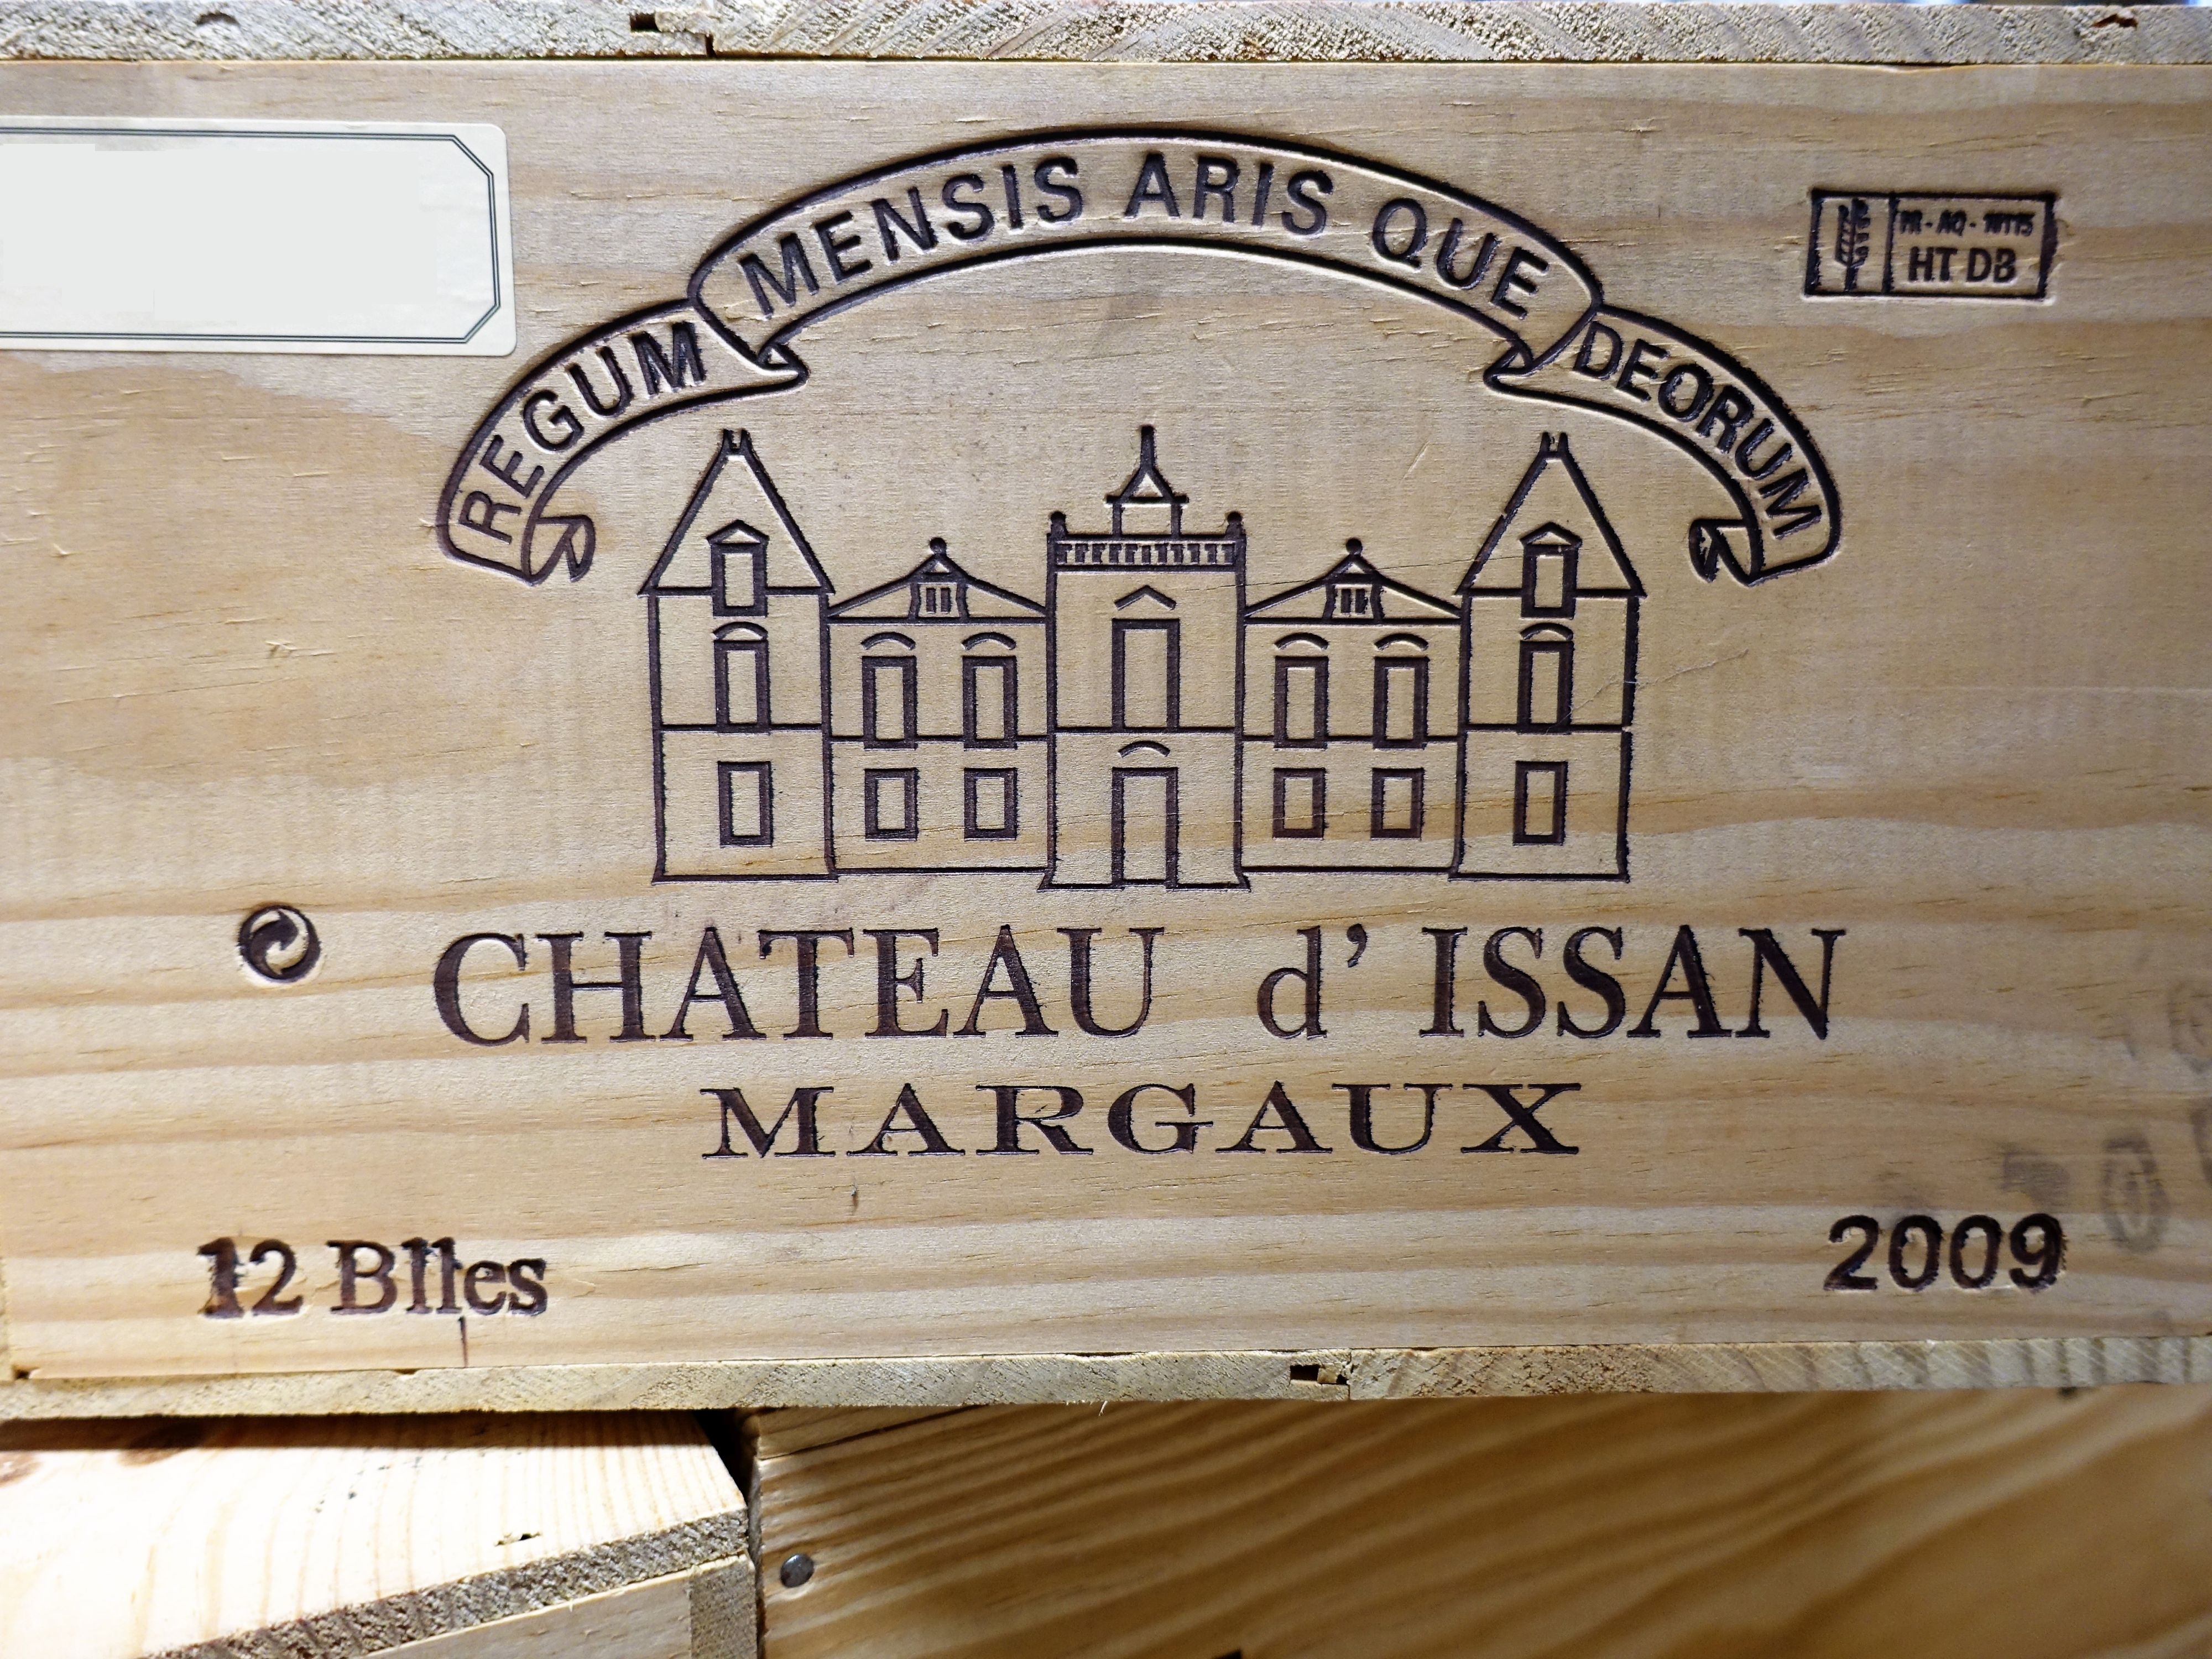 REGUM MENSIS ARIS QUE DEORUM
HT DB
CHATEAU d' ISSAN
MARGAUX
12 Blles
2009